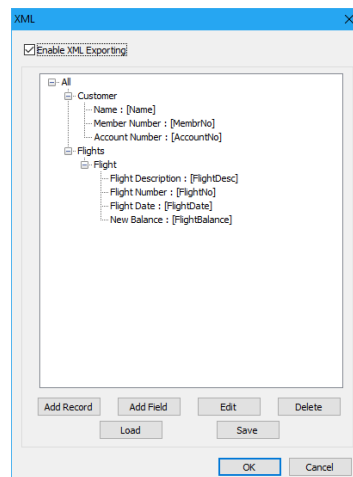 XML
Enable XML Exporting
All
Customer
Name : [Name]
Member Number : [MembrNo]
Account Number : [AccountNo]
Flights
Flight
Flight Description : [FlightDesc]
Flight Number : [FlightNo]
Flight Date : [FlightDate]
New Balance : [FlightBalance]
Add Record Add Field Edit Delete
Load Save
OK Cancel